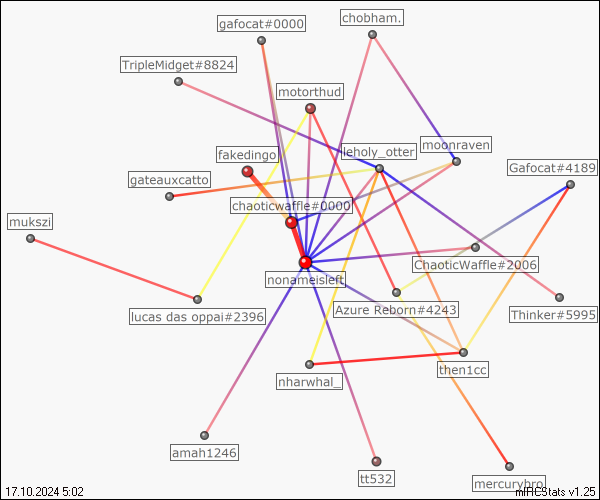 chobham.
gafocat#0000
TripleMidget#8824
motorthud
moonraven
leholy_otter
fakedingo
Gafocat#4189
gateauxcatto
chaoticwaffle#0000
mukszi
ChaoticWaffle#2006
nonameisleft
Azure Reborn#4243
Thinker#5995
lucas das oppai#2396
then1cc
nharwhal_
amah1246
tt532
mercurybro
17.10.2024 5:02
mIRCStats v1.25